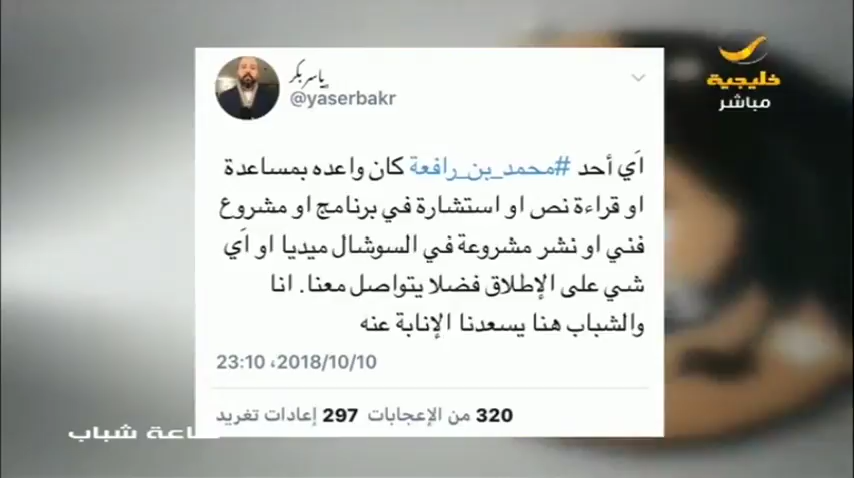 خليجية
مباشر
ياسر بكر
@yaserbakr
آي أحد #محمد_بن_رافعة كان واعده بمساعدة
او قراءة نص او استشارة في برنامج او مشروع
فني او نشر مشروعة في السوشال ميديا او آي
شي على الإطلاق فضلا يتواصل معنا. انا
والشباب هنا يسعدنا الإنابة عنه
23:10 ،2018/10/10
320 من الإعجابات 297 إعادات تغريد
شباب